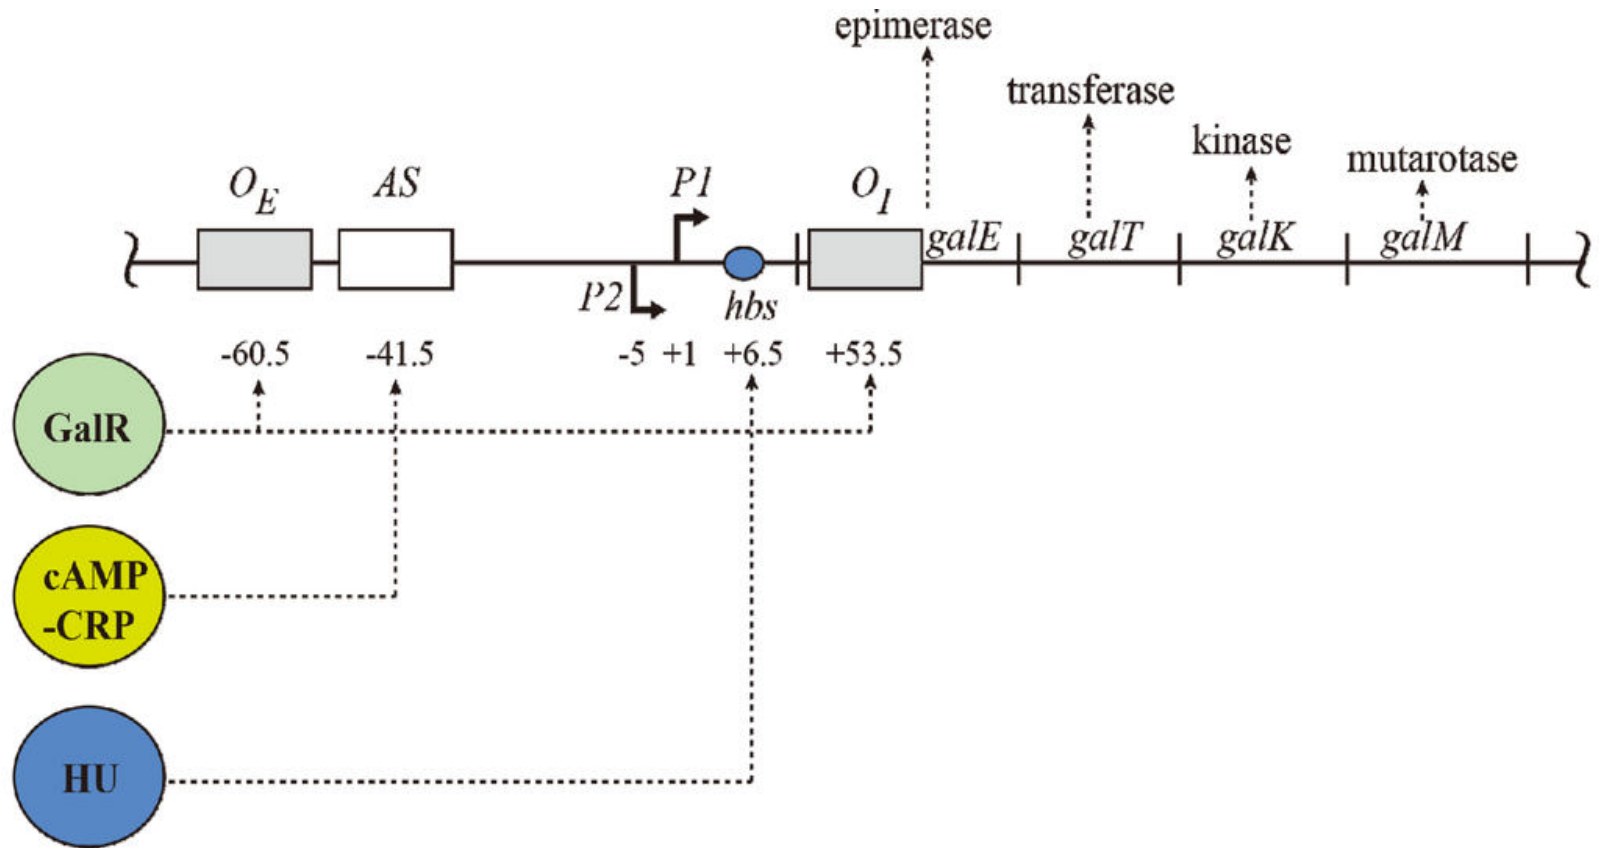 epimerase
transferase
kinase
mutarotase
O_E AS P1 O_I
galE galT galK galM
P2 hbs
-60.5 -41.5 -5 +1 +6.5 +53.5
GalR
cAMP
-CRP
HU